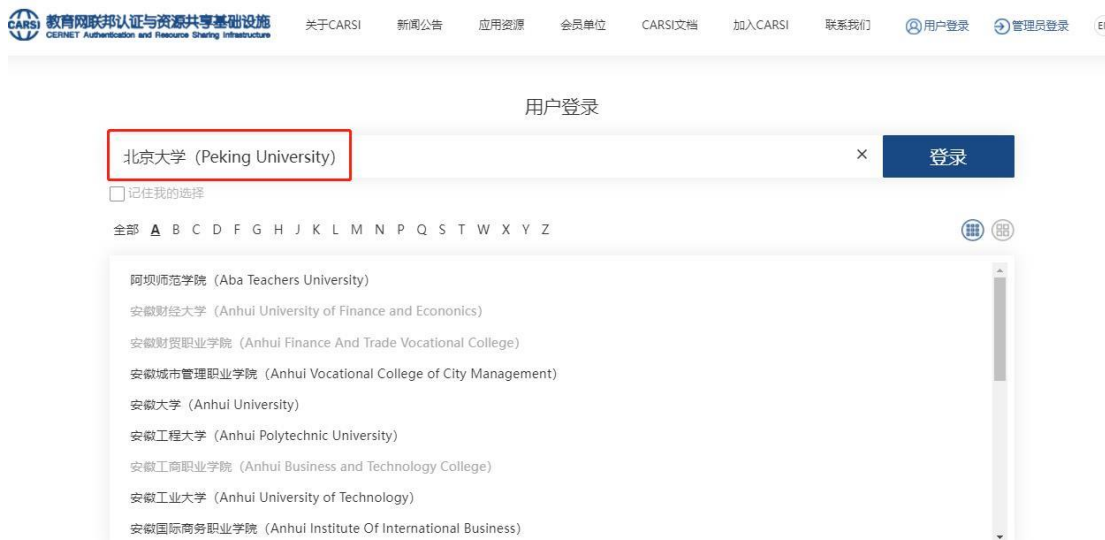 CARSI 教育网联邦认证与资源共享基础设施
CERNET Authentication and Resource Sharing Infrastructure
关于CARSI 新闻公告 应用资源 会员单位 CARSI文档 加入CARSI 联系我们 用户登录 管理员登录
用户登录
北京大学（Peking University） × 登录
记住我的选择
全部 A B C D F G H J K L M N P Q S T W X Y Z
阿坝师范学院（Aba Teachers University）
安徽财经大学（Anhui University of Finance and Econonics）
安徽财贸职业学院（Anhui Finance And Trade Vocational College）
安徽城市管理职业学院（Anhui Vocational College of City Management）
安徽大学（Anhui University）
安徽工程大学（Anhui Polytechnic University）
安徽工商职业学院（Anhui Business and Technology College）
安徽工业大学（Anhui University of Technology）
安徽国际商务职业学院（Anhui Institute Of International Business）